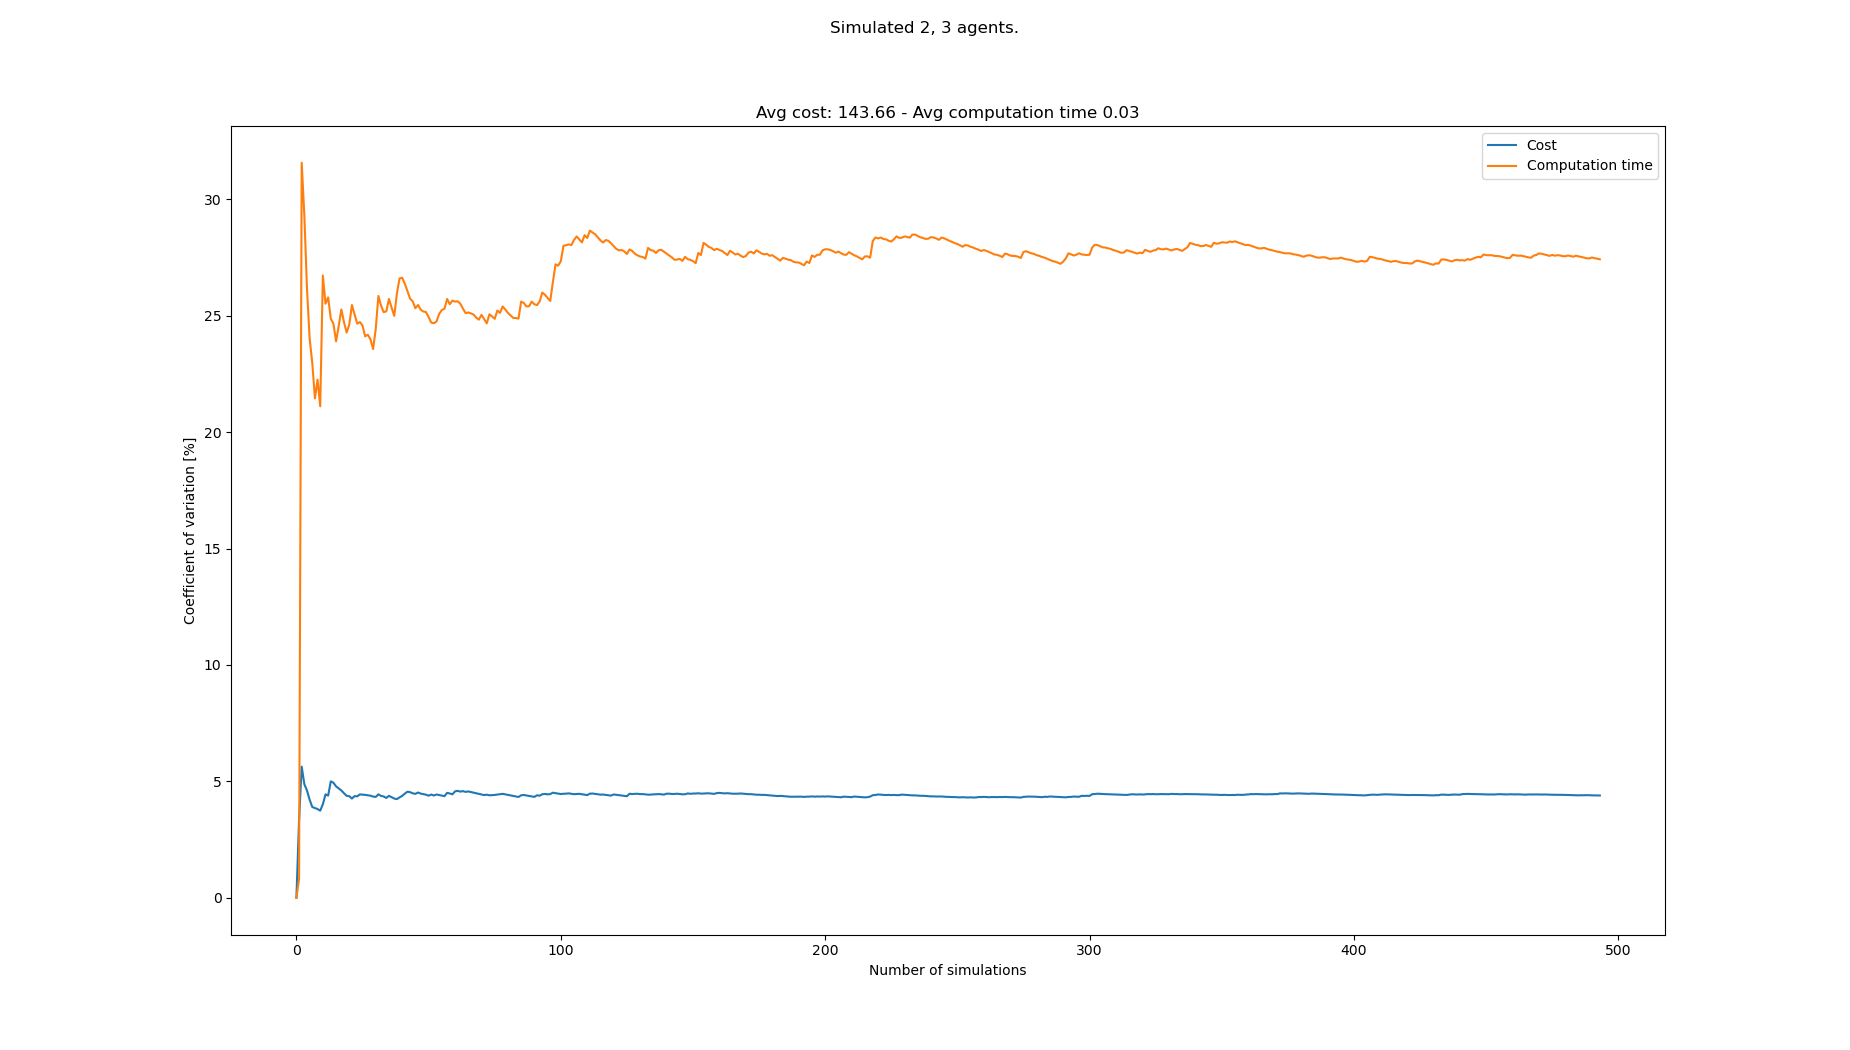 Simulated 2, 3 agents.
Avg cost: 143.66 - Avg computation time 0.03
Cost
Computation time
30
25
20
15
10
5
0
Coefficient of variation [%]
0 100 200 300 400 500
Number of simulations